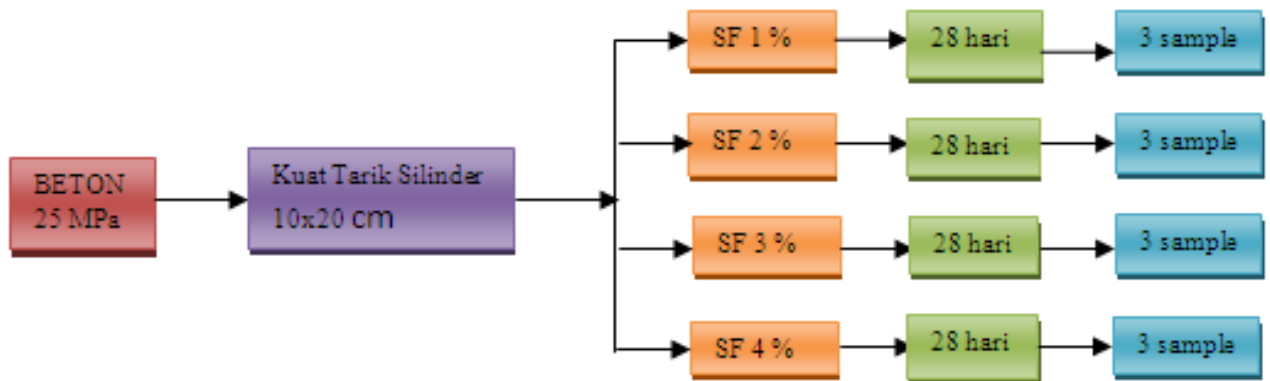 BETON
25 MPa
Kuat Tarik Silinder
10x20 cm
SF 1 %
28 hari
3 sample
SF 2 %
28 hari
3 sample
SF 3 %
28 hari
3 sample
SF 4 %
28 hari
3 sample